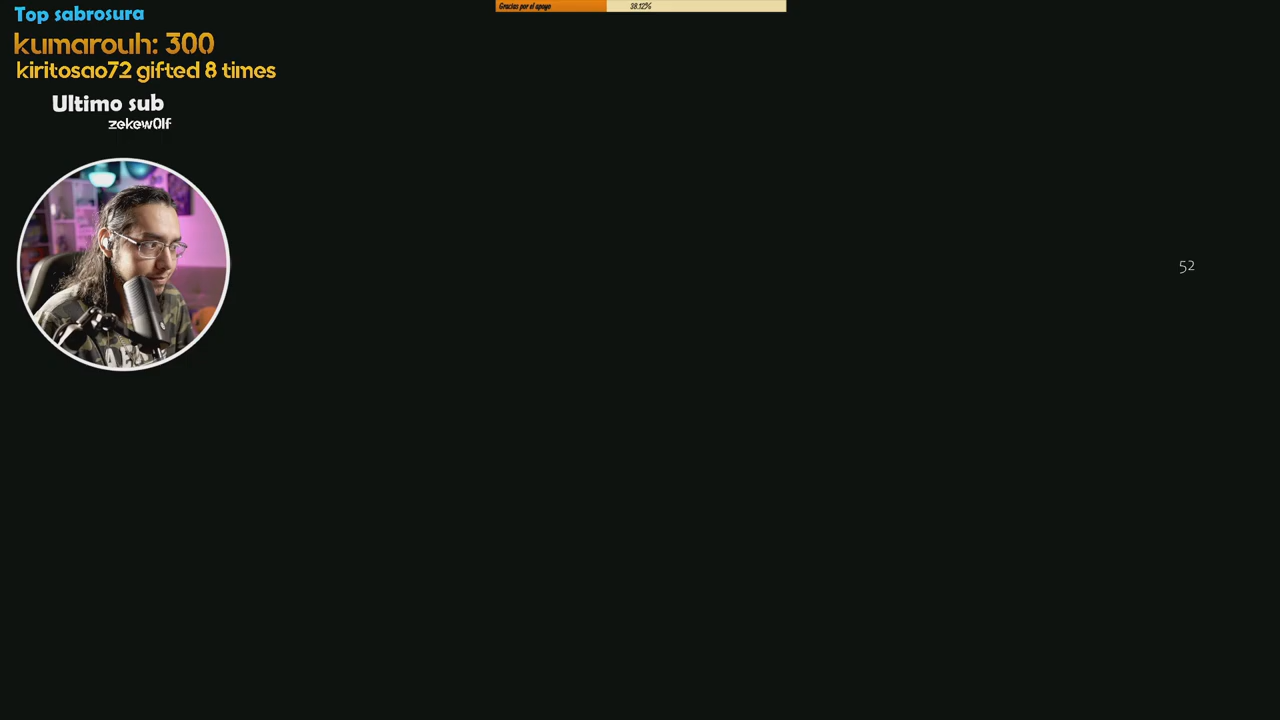 Top sabrosura
kumarouh: 300
kiritosao72 gifted 8 times
Ultimo sub
zekew0lf
Gracias por el apoyo
38.12%
52